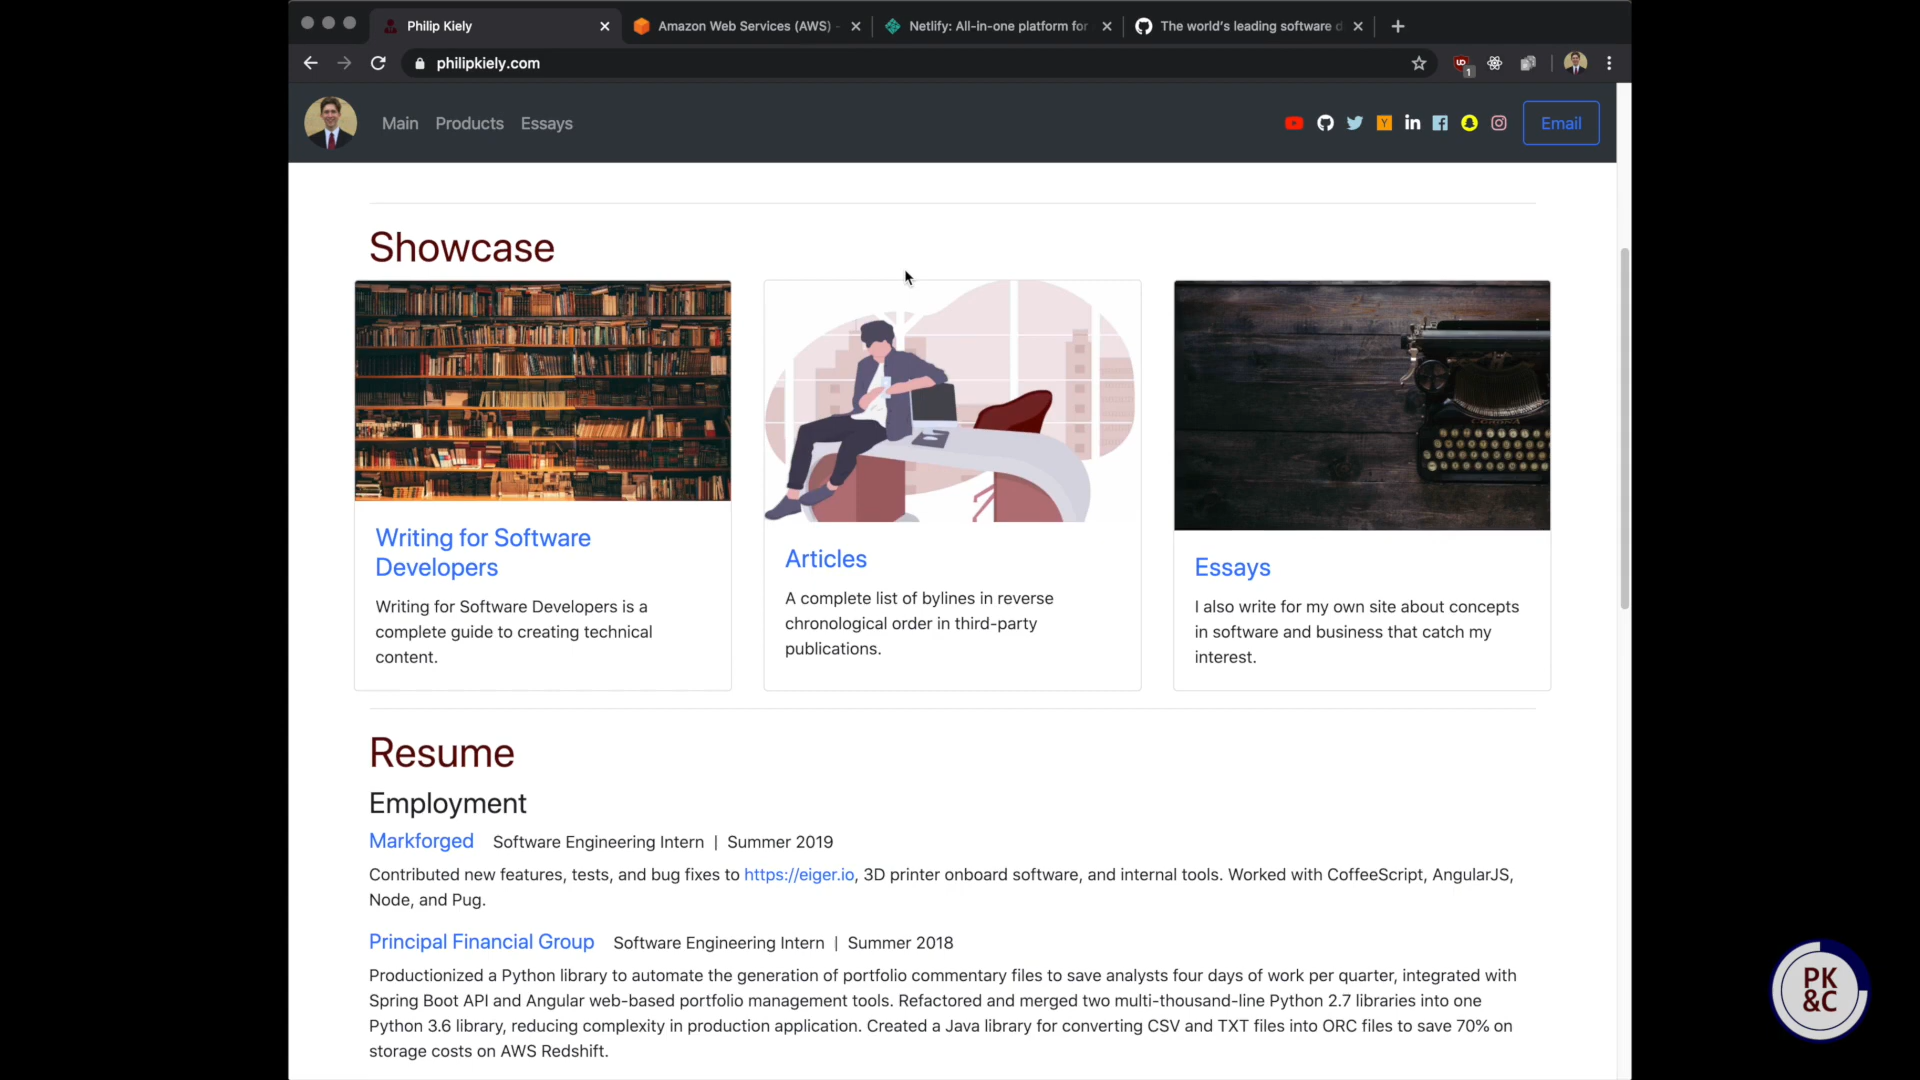 Philip Kiely
Amazon Web Services (AWS) -
Netlify: All-in-one platform for
The world's leading software d
philipkiely.com
UD
1
Main Products Essays
Y
in
Email
Showcase
Writing for Software
Developers
Writing for Software Developers is a
complete guide to creating technical
content.
Articles
A complete list of bylines in reverse
chronological order in third-party
publications.
Essays
I also write for my own site about concepts
in software and business that catch my
interest.
Resume
Employment
Markforged Software Engineering Intern | Summer 2019
Contributed new features, tests, and bug fixes to https://eiger.io, 3D printer onboard software, and internal tools. Worked with CoffeeScript, AngularJS,
Node, and Pug.
Principal Financial Group Software Engineering Intern | Summer 2018
Productionized a Python library to automate the generation of portfolio commentary files to save analysts four days of work per quarter, integrated with
Spring Boot API and Angular web-based portfolio management tools. Refactored and merged two multi-thousand-line Python 2.7 libraries into one
Python 3.6 library, reducing complexity in production application. Created a Java library for converting CSV and TXT files into ORC files to save 70% on
storage costs on AWS Redshift.
PK
&C